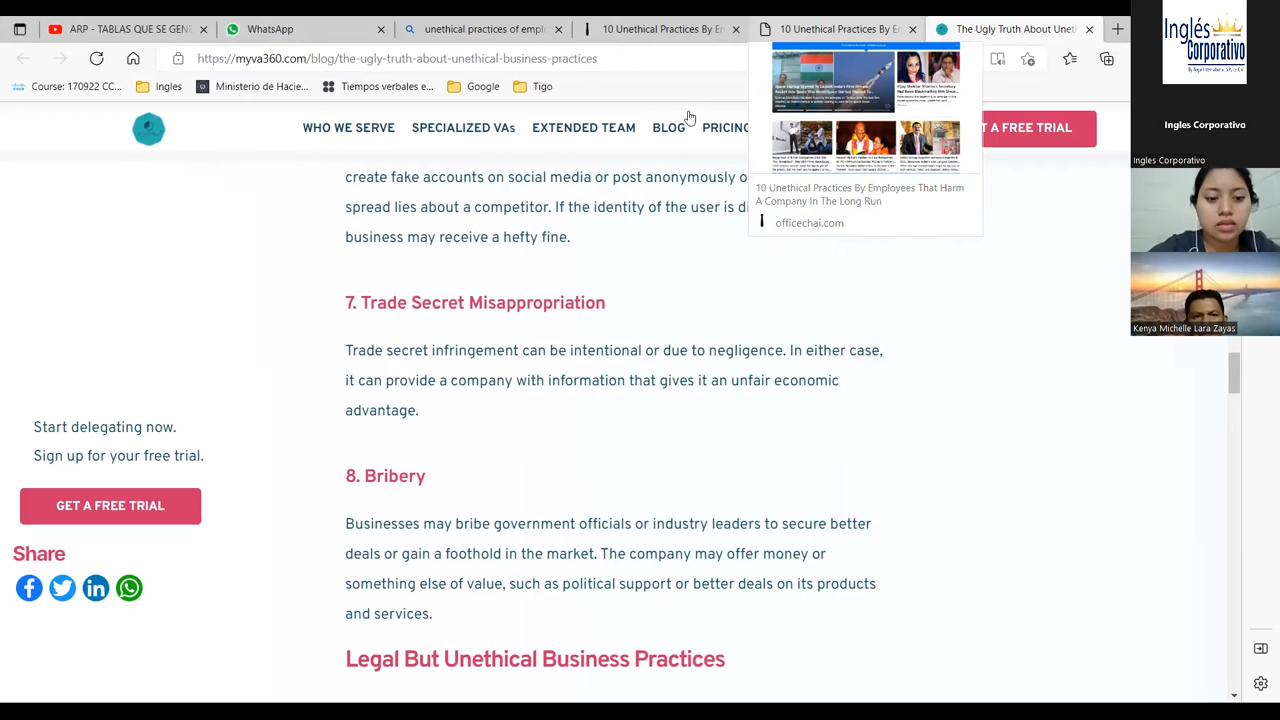 ARP - TABLAS QUE SE GEN
WhatsApp
unethical practices of em
10 Unethical Practices By E
10 Unethical Practices By E
The Ugly Truth About Unet
360.com/blog/the-ugly-truth-about-unethical-business-practices
Course: 170922 Test
Ingles
Ministerio de Hacie...
Tiempos verbales e...
Google
WHO WE SERVE
SPECIALIZED VAs
EXTENDED TEAM
BLOG
PRICING
T A FREE TRIAL
10 Unethical Practices By Employees That Harm
A Company In The Long Run
officechai.com
create fake
social media or post anonymously
spread lies about a competitor. If the identity of the user is
business may receive a hefty fine.
7. Trade Secret Misappropriation
Trade secret infringement can be intentional or due to negligence. In either case,
it can provide a company with information that gives it an unfair economic
advantage.
Start delegating now.
Sign up for your free trial.
GET A FREE TRIAL
Share
8. Bribery
Businesses may bribe government officials or industry leaders to secure better
deals or gain a foothold in the market. The company may offer money or
something else of value, such as political support or better deals on its products
and services.
Legal But Unethical Business Practices
Inglés
Corporativo
Ingles Corporativo
Ingles Corporativo
Kenya Michelle Lara Zayas